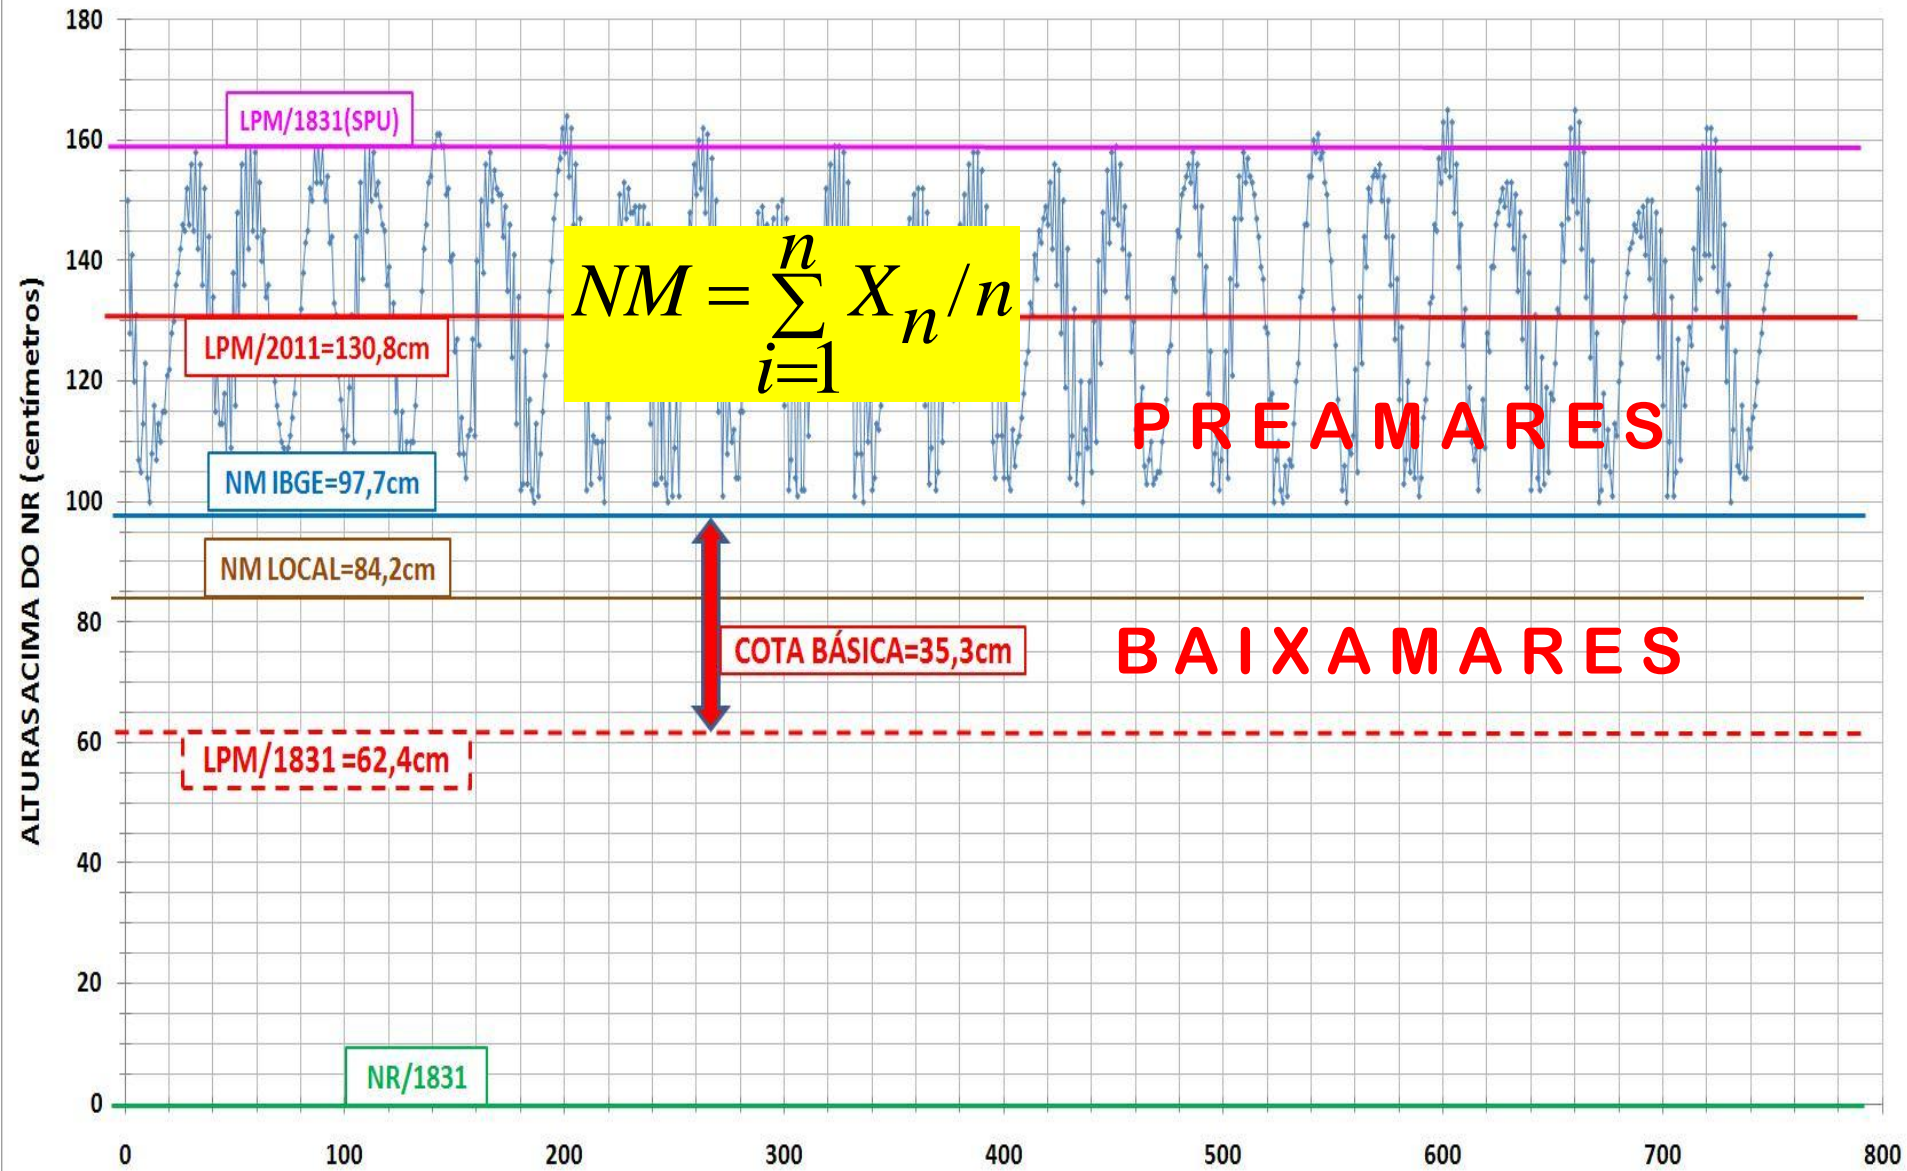 180
LPM/1831(SPU)
160
140
NM = n ∑ i=1 X n / n
LPM/2011=130,8cm
120
PREAMARES
NM IBGE=97,7cm
100
NM LOCAL=84,2cm
80
COTA BÁSICA=35,3cm
BAIXAMARES
60
LPM/1831 =62,4cm
40
20
NR/1831
0
ALTURAS ACIMA DO NR (centímetros)
0 100 200 300 400 500 600 700 800